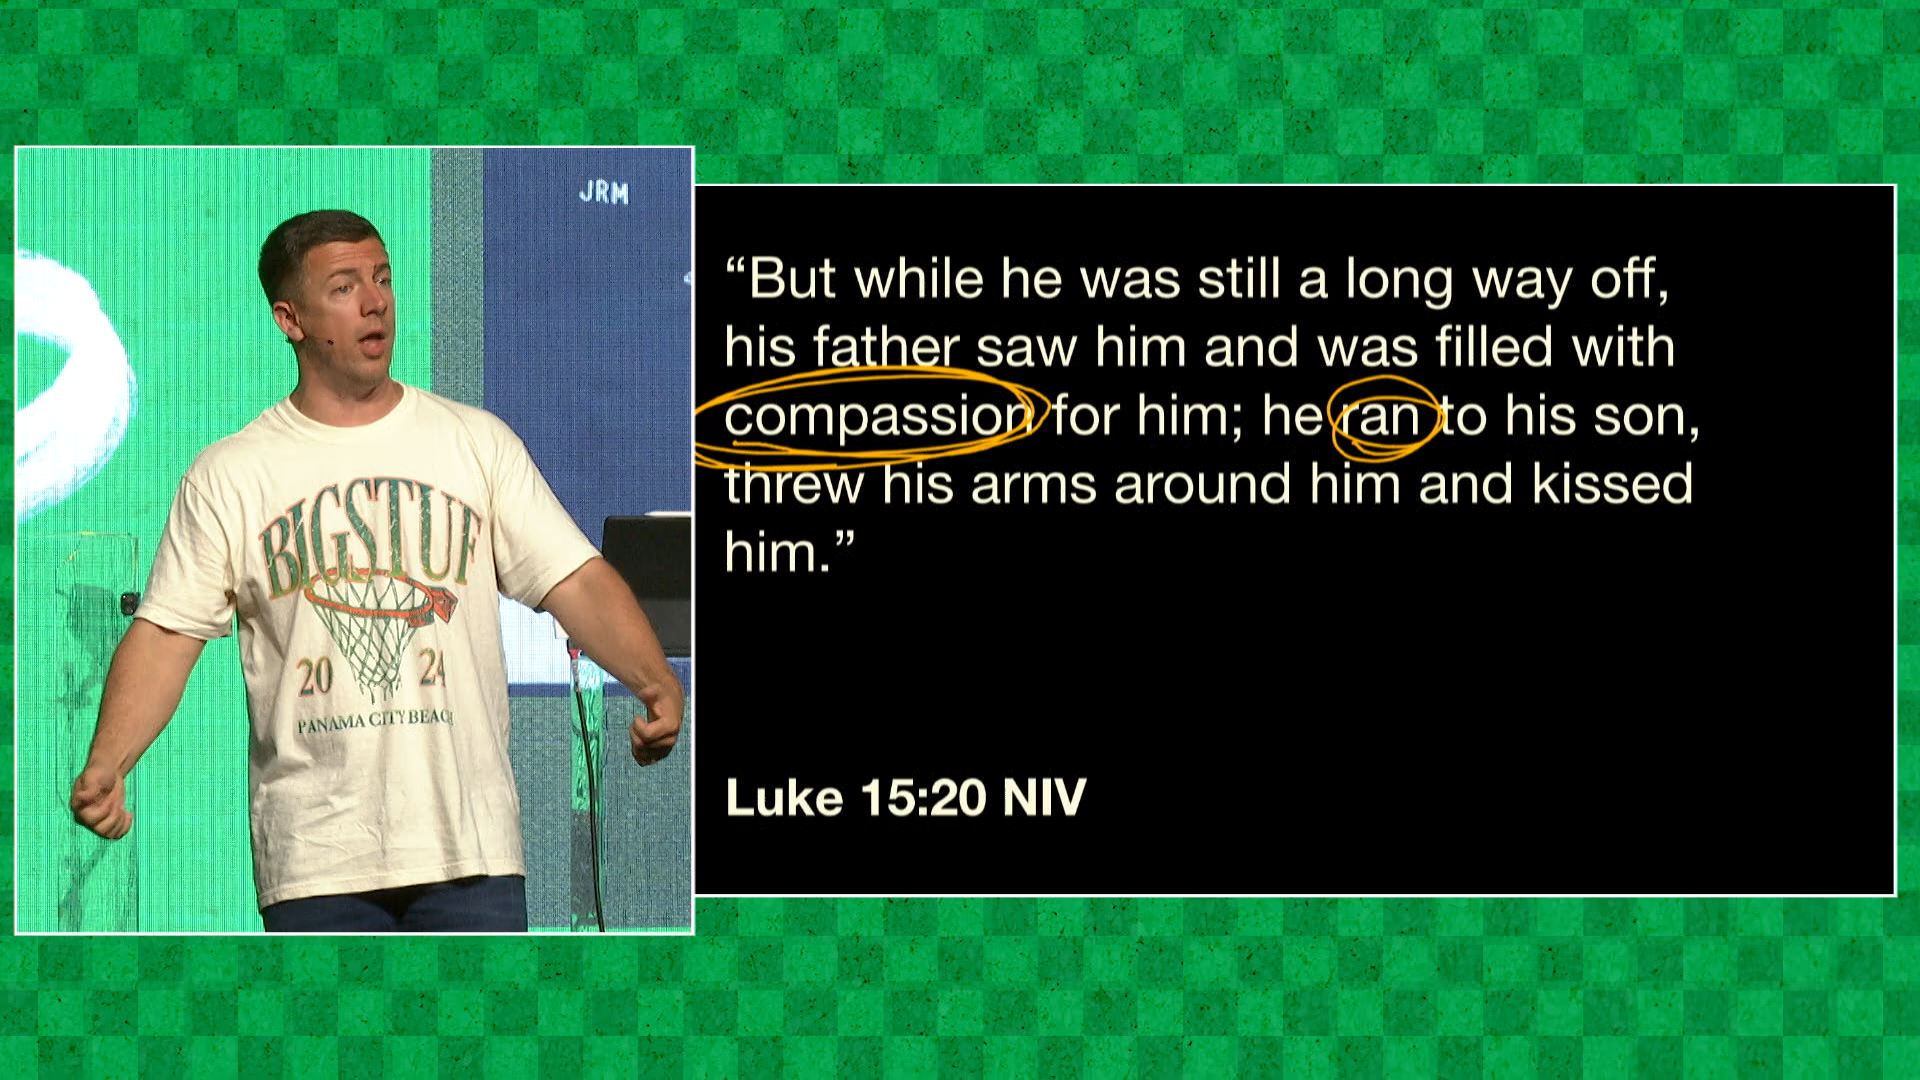 JRM
BIGSTUF
20 24
PANAMA CITY BEACH
“But while he was still a long way off,
his father saw him and was filled with
compassion for him; he ran to his son,
threw his arms around him and kissed
him.”
Luke 15:20 NIV